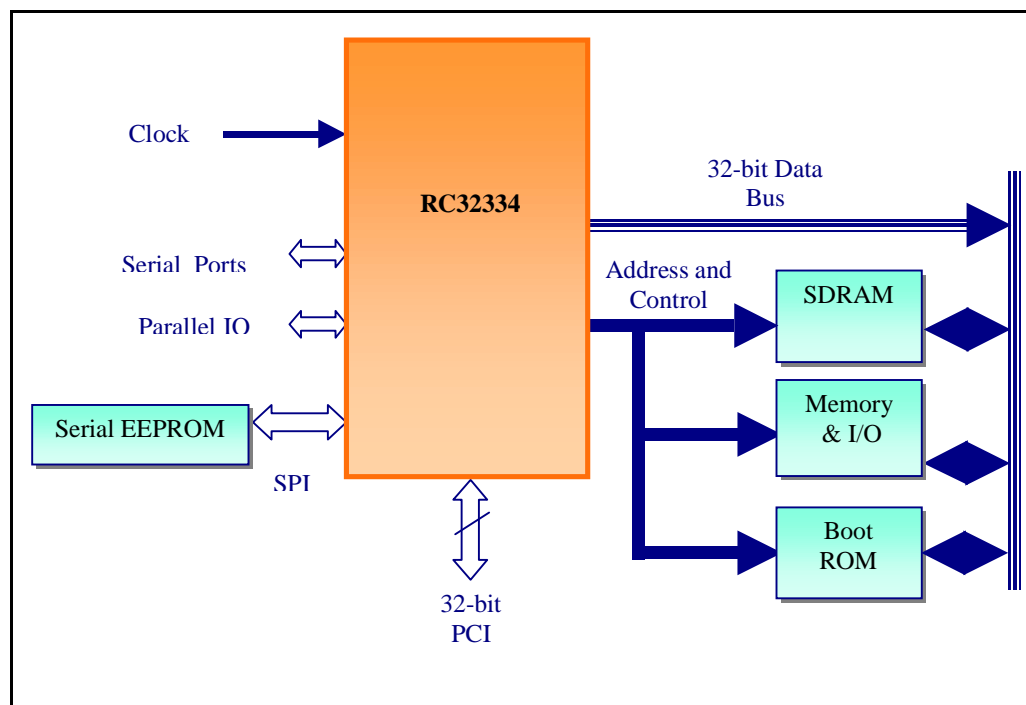 Clock
RC32334
32-bit Data
Bus
Serial Ports
Parallel IO
Address and
Control
SDRAM
Memory
& I/O
Serial EEPROM
SPI
Boot
ROM
32-bit
PCI